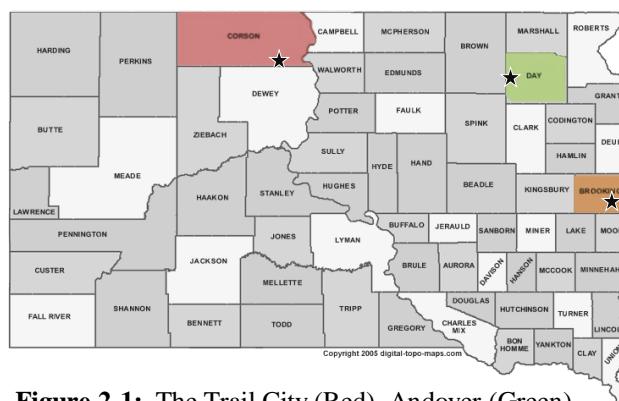 HARDING
PERKINS
CORSON
CAMPBELL
MCPHERSON
BROWN
MARSHALL
ROBERTS
WALWORTH
EDMUNDS
DAY
DEWEY
GRANT
BUTTE
ZIEBACH
POTTER
FAULK
SPINK
CLARK
CODINGTON
MEADE
SULLY
HYDE
HAND
HAMLIN
DEU
HAAKON
STANLEY
HUGHES
BEADLE
KINGSBURY
BROOKING
LAWRENCE
PENNINGTON
JONES
LYMAN
BUFFALO
JERAULD
SANBORN
MINER
LAKE
MOO
CUSTER
JACKSON
MELLETTE
BRULE
AURORA
DAVISON
HANSON
MCCOOK
MINNEHAH
FALL RIVER
SHANNON
BENNETT
TODD
TRIPP
GREGORY
DOUGLAS
CHARLES
MIX
HUTCHINSON
TURNER
LINCOL
BON
HOMME
YANKTON
CLAY
UNION
Copyright 2005 digital-topo-maps.com
Figure 2-1: The Trail City (Red), Andover (Green)